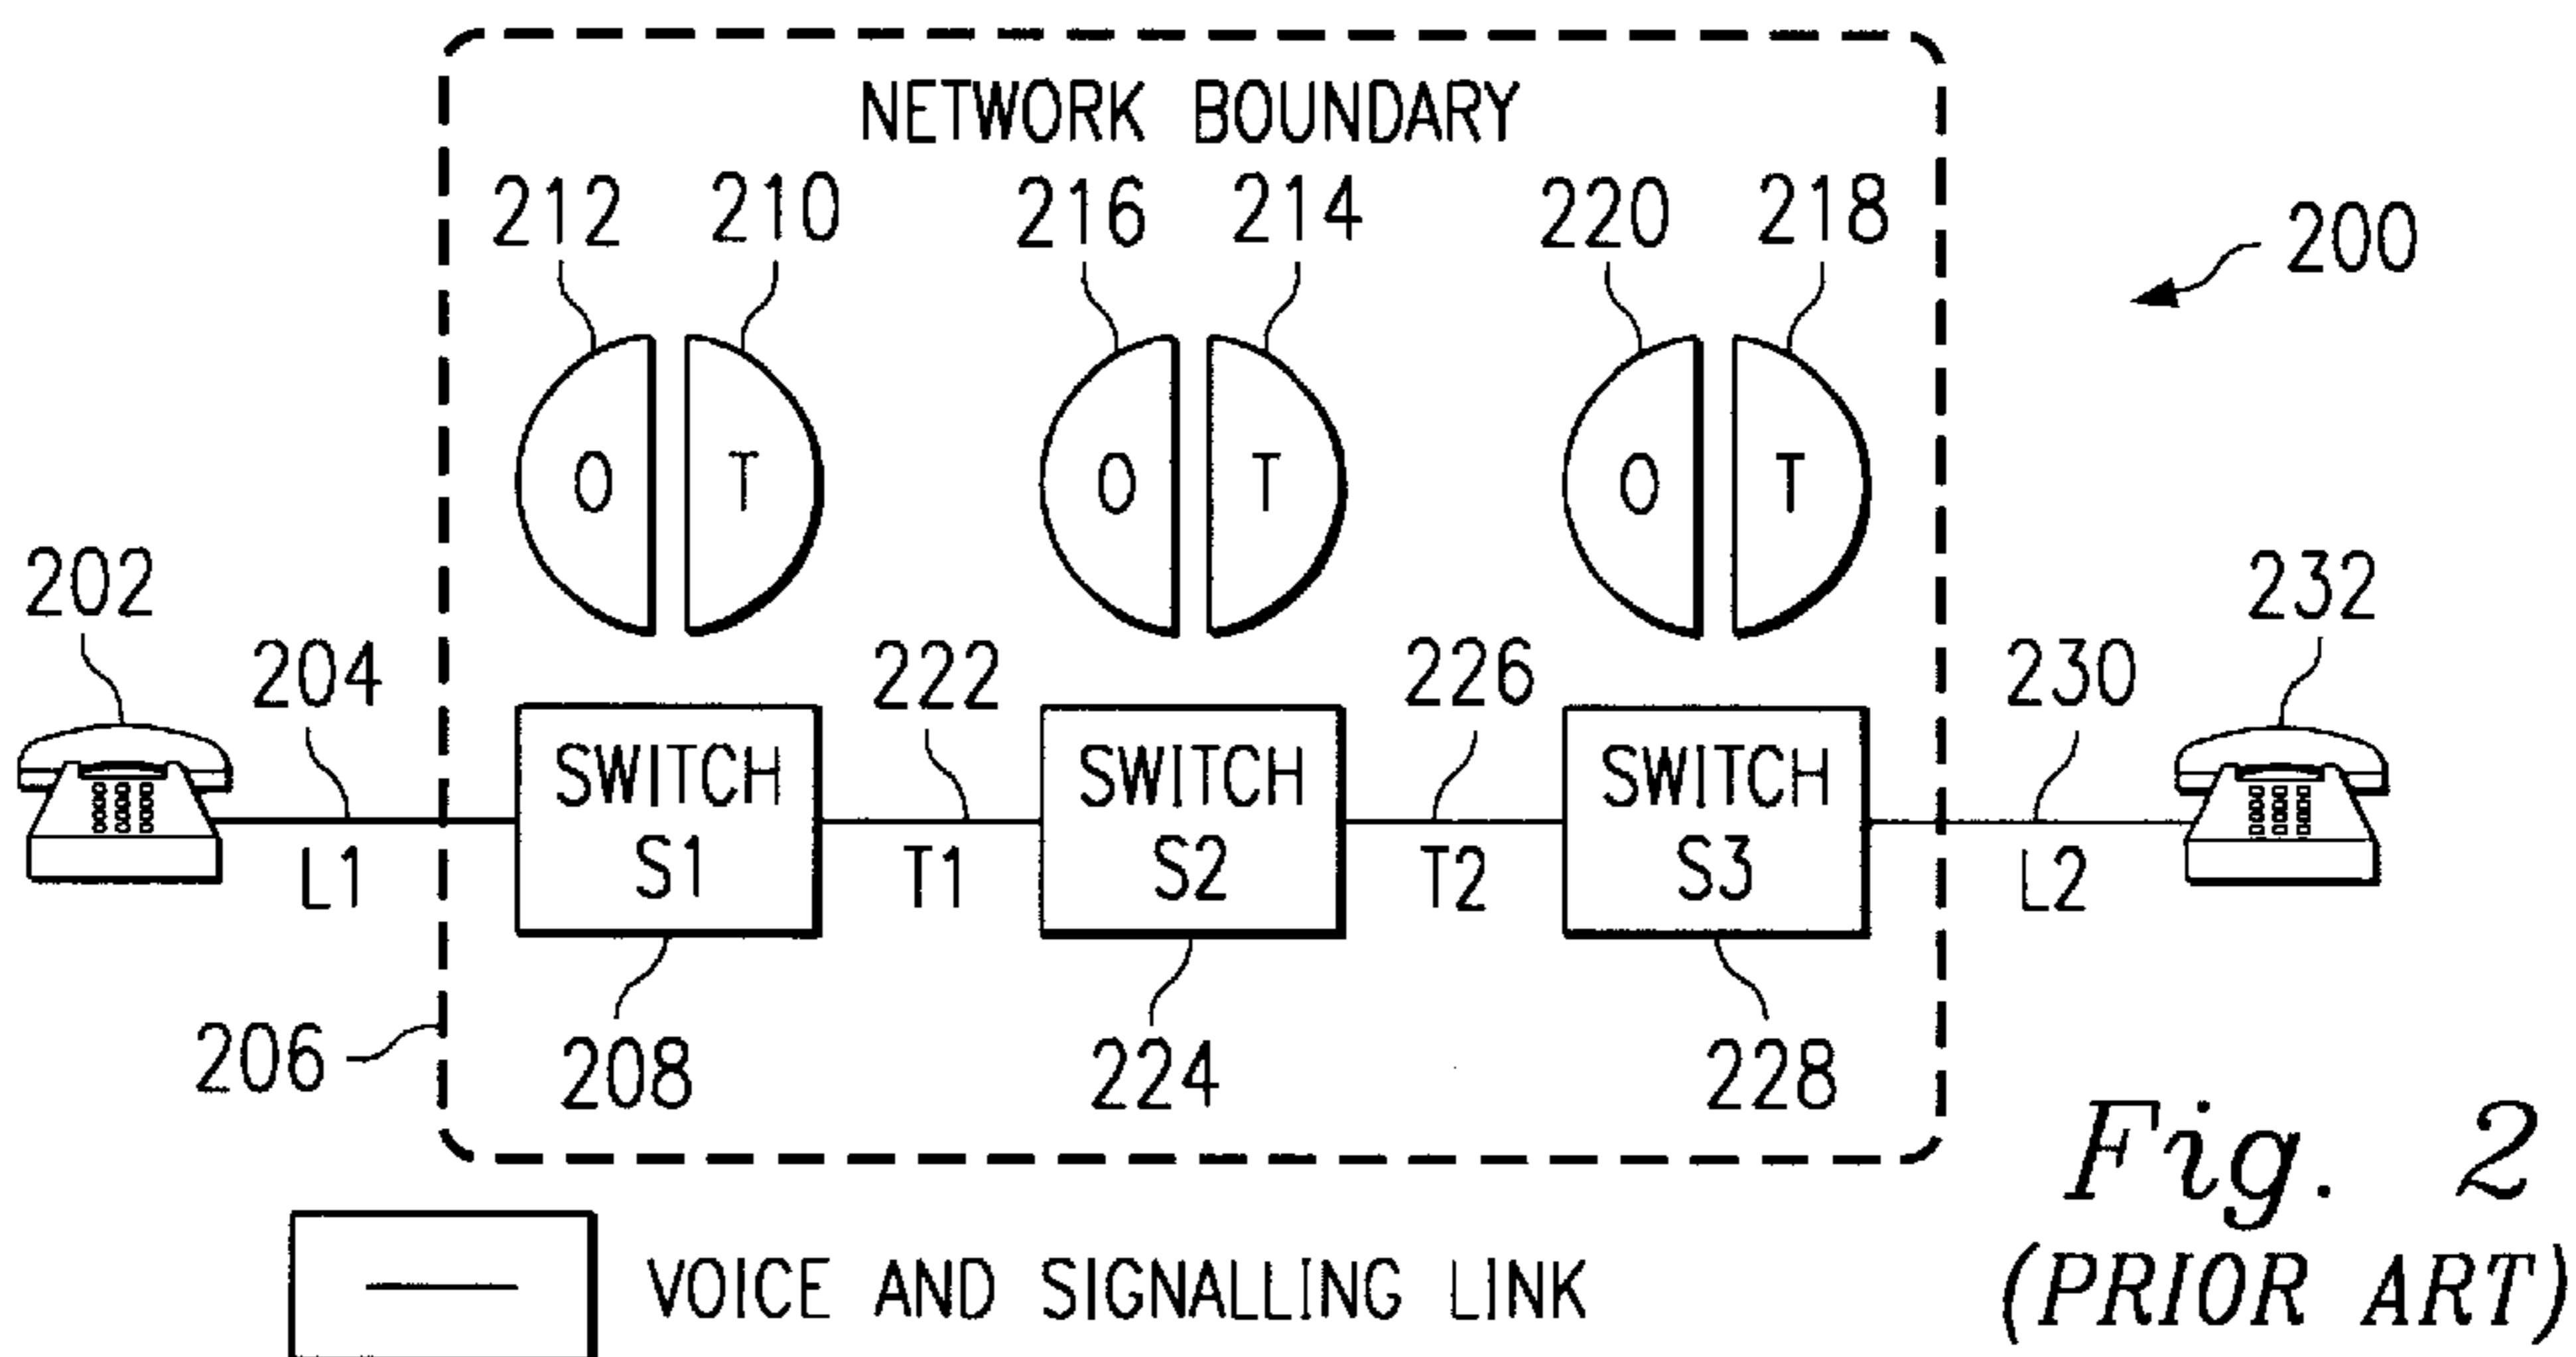 NETWORK BOUNDARY
212 210 216 214 220 218
200
O T O T O T
202
204
222
226
230
232
SWITCH S1
SWITCH S2
SWITCH S3
L1
T1
T2
L2
206
208
224
228
Fig. 2
(PRIOR ART)
VOICE AND SIGNALLING LINK